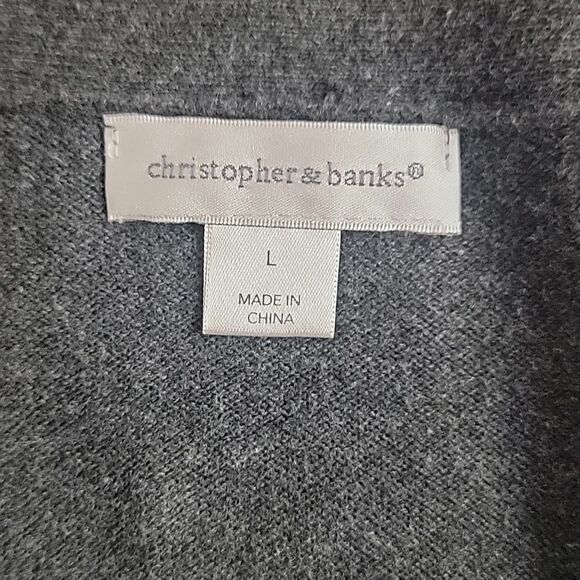 christopher & banks®
L
MADE IN
CHINA